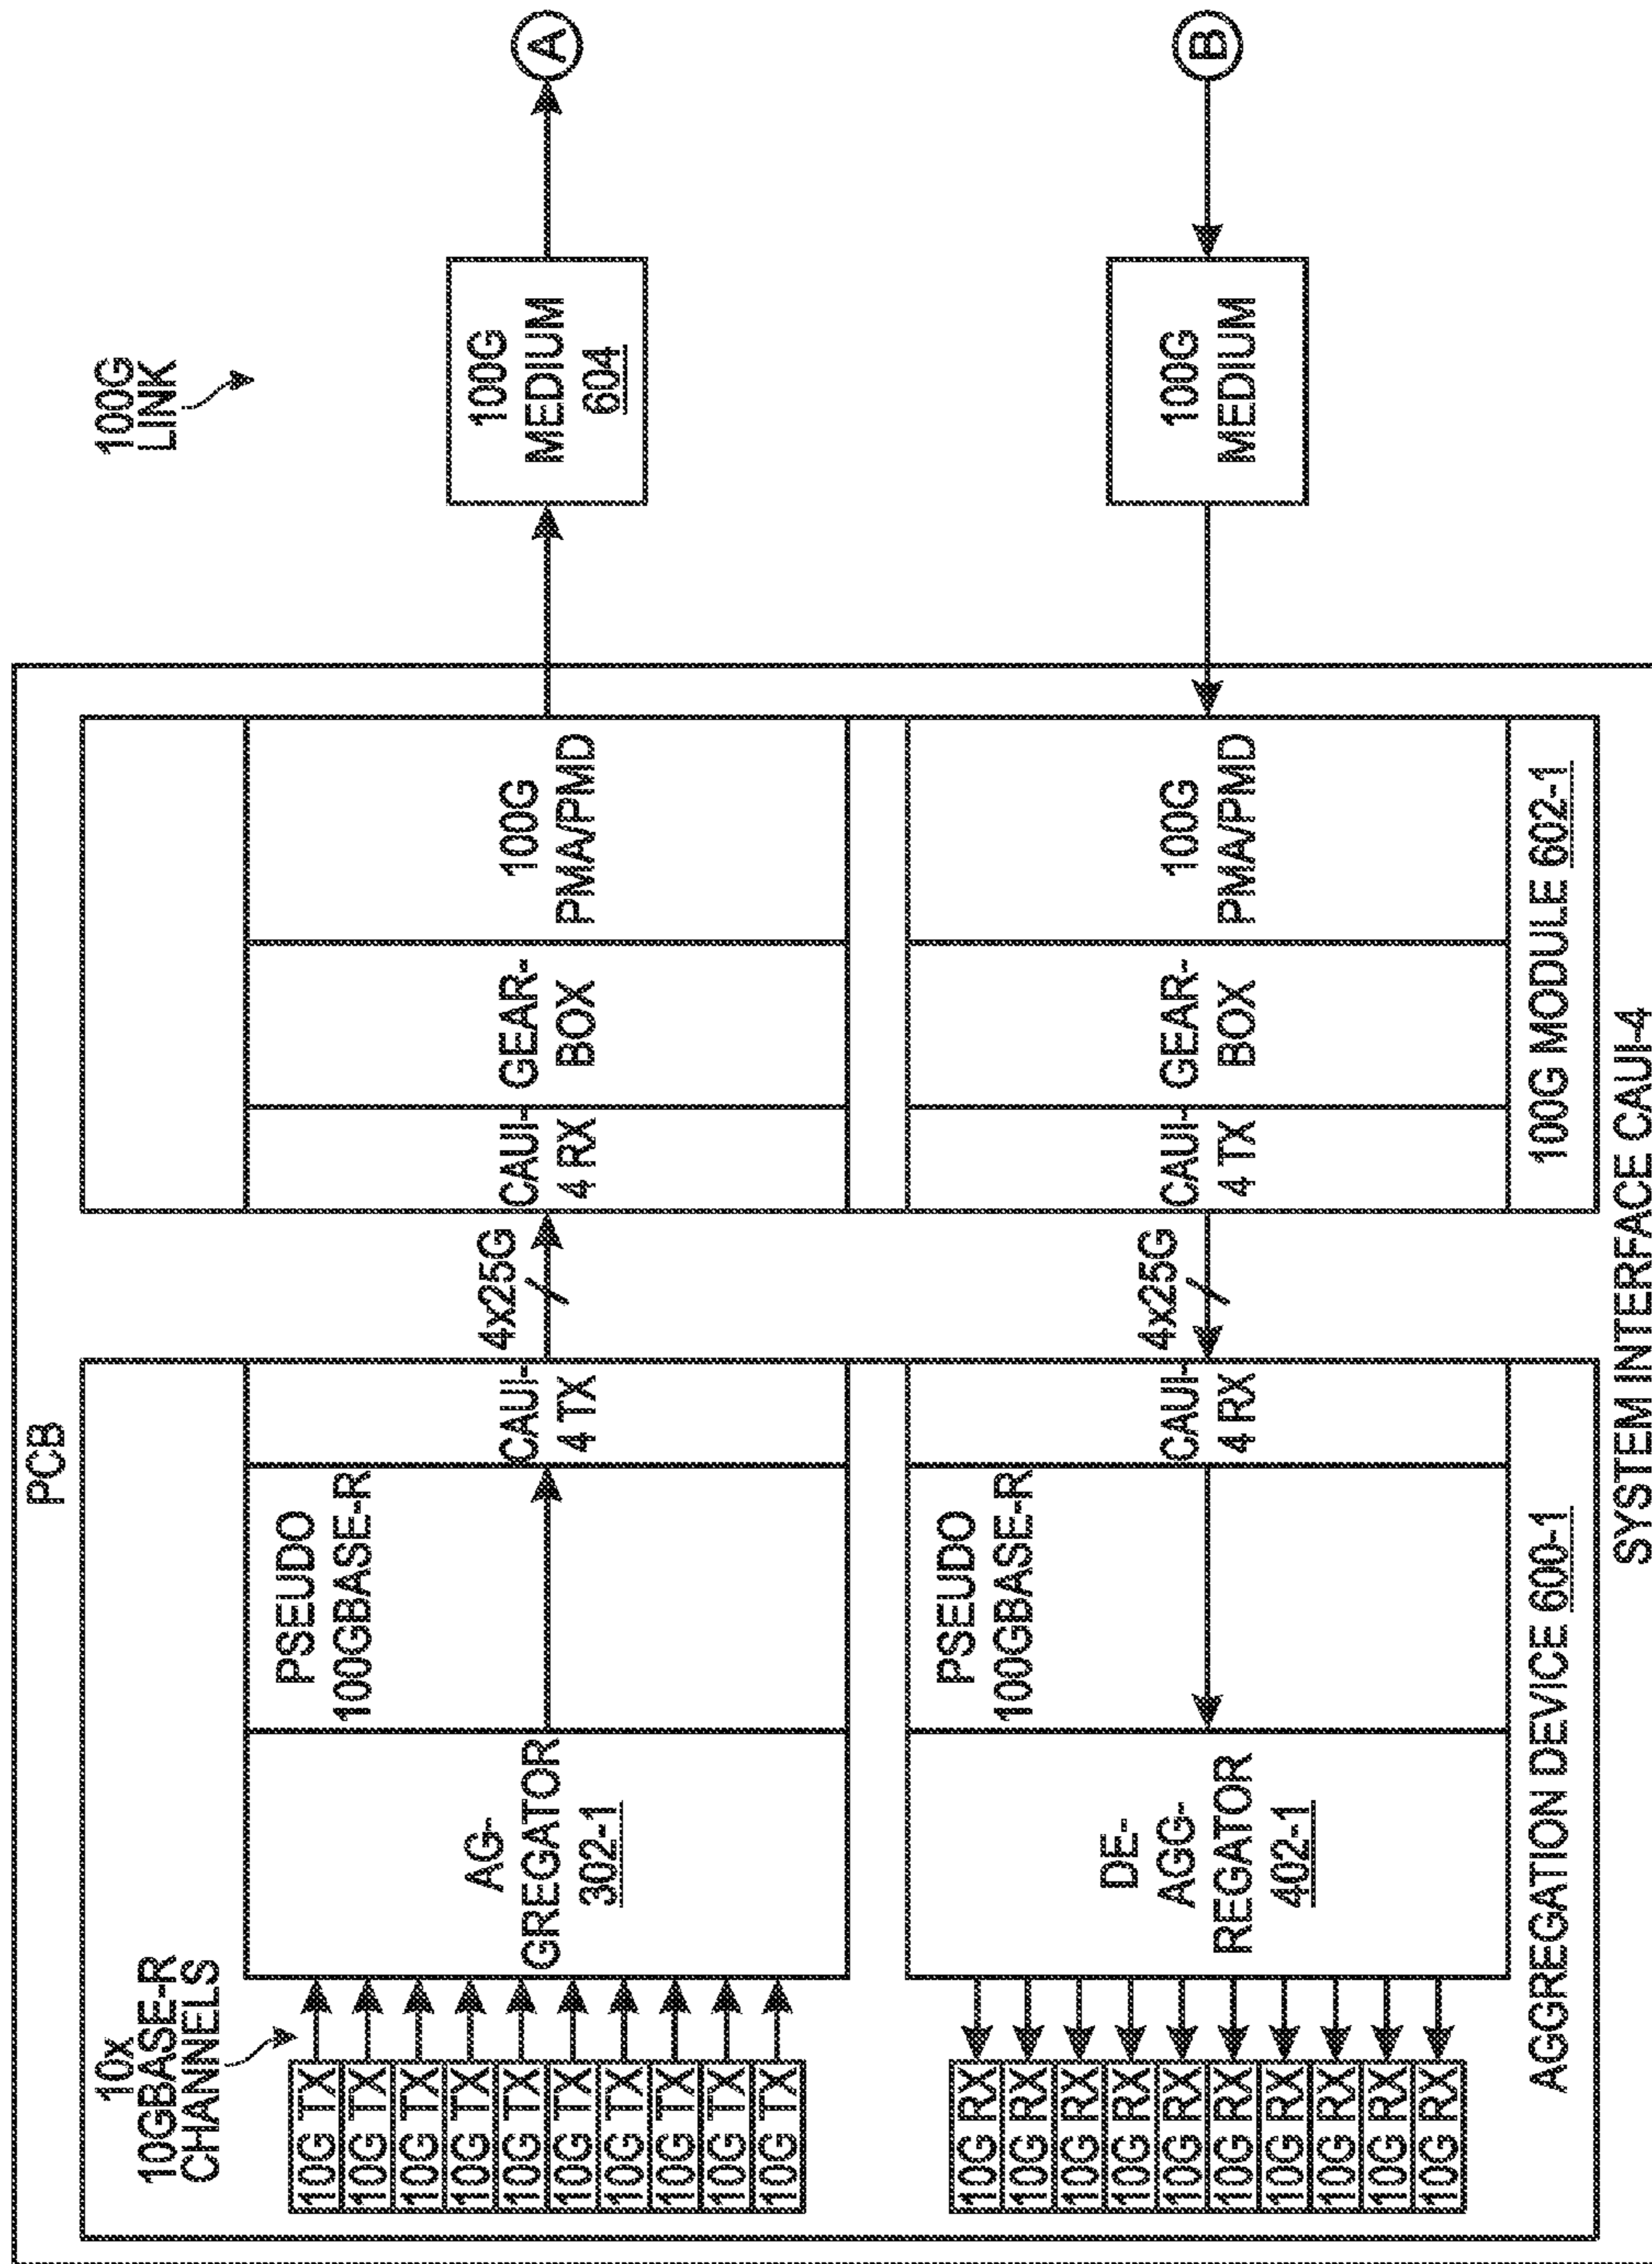 PCB
10x
10GBASE-R
CHANNELS
100G
LINK
10G TX
10G TX
10G TX
10G TX
10G TX
10G TX
10G TX
10G TX
10G TX
10G TX
AG-
GREGATOR
302-1
PSEUDO
100GBASE-R
CAUI-
4 TX
4x25G
CAUI-
4 RX
GEAR-
BOX
100G
PMA/PMD
100G
MEDIUM
604
A
10G RX
10G RX
10G RX
10G RX
10G RX
10G RX
10G RX
10G RX
10G RX
10G RX
DE-
AGG-
REGATOR
402-1
PSEUDO
100GBASE-R
CAUI-
4 RX
4x25G
CAUI-
4 TX
GEAR-
BOX
100G
PMA/PMD
100G
MEDIUM
B
AGGREGATION DEVICE 600-1
100G MODULE 602-1
SYSTEM INTERFACE CAUI-4